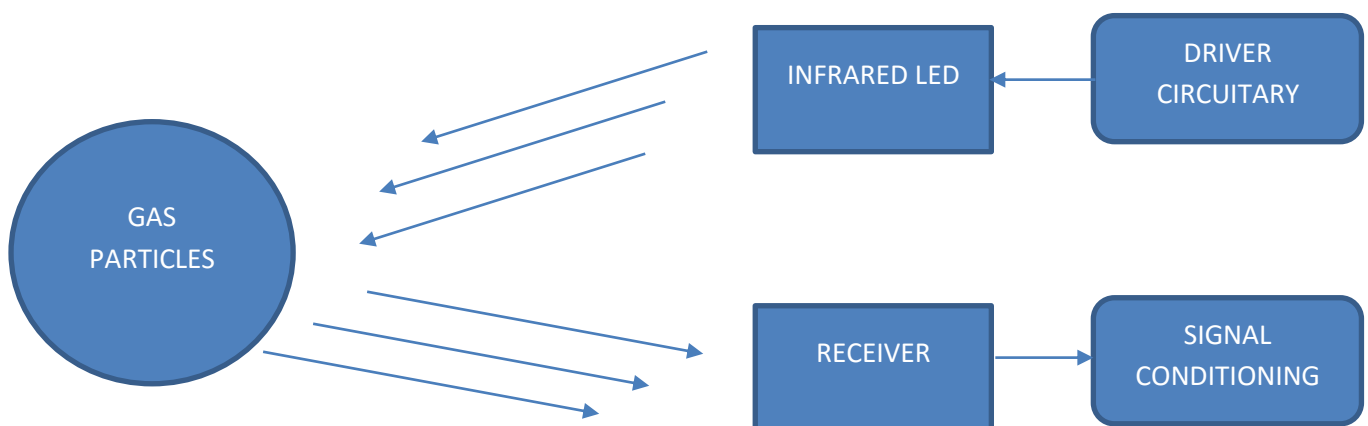 INFRARED LED
DRIVER
CIRCUITARY
GAS
PARTICLES
RECEIVER
SIGNAL
CONDITIONING